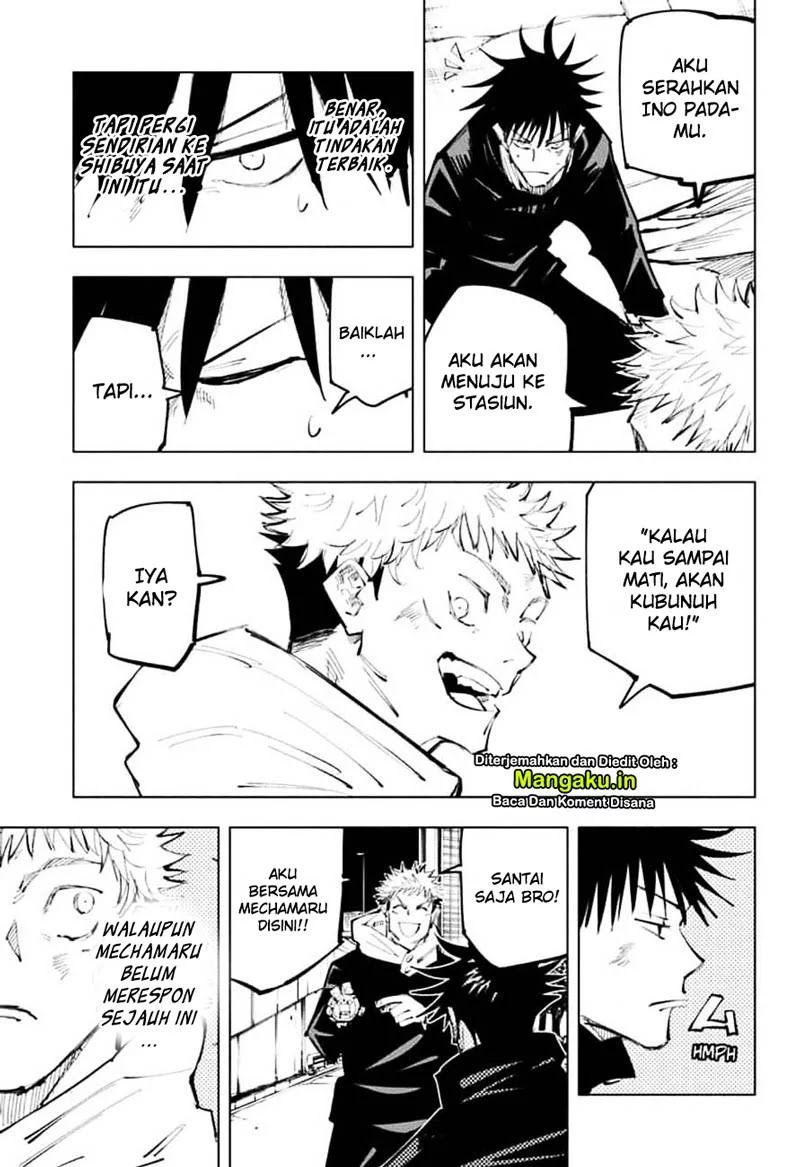 AKU
SERAHKAN
INO PADA-
MU.
AKU AKAN
MENUJU KE
STASIUN.
BENAR,
ITU ADALAH
TINDAKAN
TERBAIK.
TAPI PERGI
SENDIRIAN KE
SHIBUYA SAAT
INI ITU...
BAIKLAH
...
TAPI...
"KALAU
KAU SAMPAI
MATI, AKAN
KUBUNUH
KAU!"
IYA
KAN?
Diterjemahkan dan Diedit Oleh :
Mangaku.in
Baca Dan Koment Disana
HMPH
SANTAI
SAJA BRO!
AKU
BERSAMA
MECHAMARU
DISINI!!
WALAUPUN
MECHAMARU
BELUM
MERESPON
SEJAUH INI
...